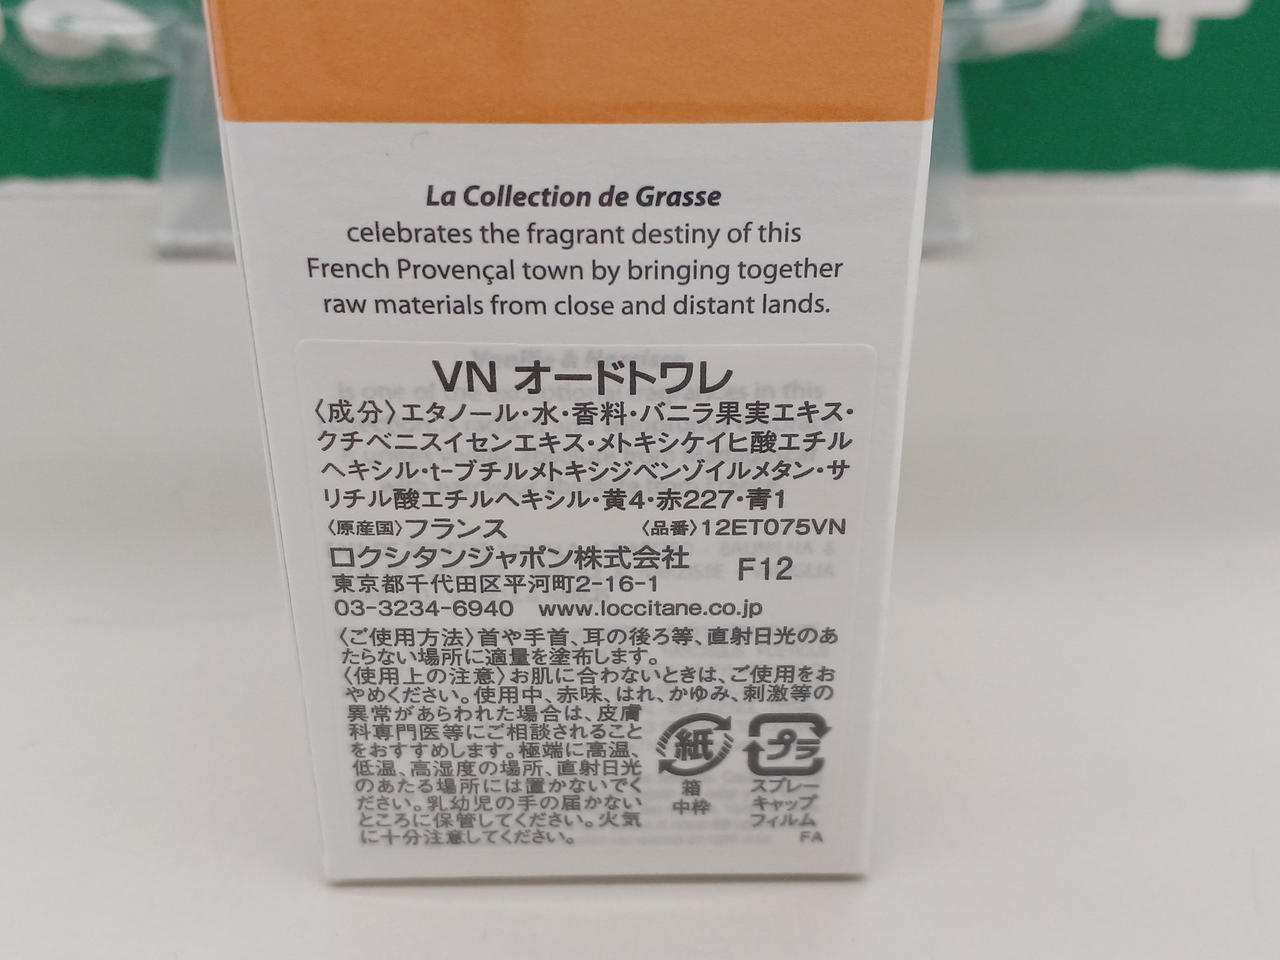 La Collection de Grasse
celebrates the fragrant destiny of this
French Provençal town by bringing together
raw materials from close and distant lands.
VN オードトワレ
〈成分〉エタノール・水・香料・バニラ果実エキス・
クチベニスイセンエキス・メトキシケイヒ酸エチル
ヘキシル・t-ブチルメトキシジベンゾイルメタン・サ
リチル酸エチルヘキシル・黄4・赤227・青1
〈原産国〉フランス 〈品番〉12ET075VN
ロクシタンジャポン株式会社 F12
東京都千代田区平河町2-16-1
03-3234-6940 www.loccitane.co.jp
〈ご使用方法〉首や手首、耳の後ろ等、直射日光のあ
たらない場所に適量を塗布します。
〈使用上の注意〉お肌に合わないときは、ご使用をお
やめください。使用中、赤味、はれ、かゆみ、刺激等の
異常があらわれた場合は、皮膚
科専門医等にご相談されること
をおすすめします。極端に高温、
低温、高湿度の場所、直射日光
のあたる場所には置かないでく
ださい。乳幼児の手の届かない
ところに保管してください。火気
に十分注意してください。
紙
箱
中枠
プラ
スプレー
キャップ
フィルム
FA